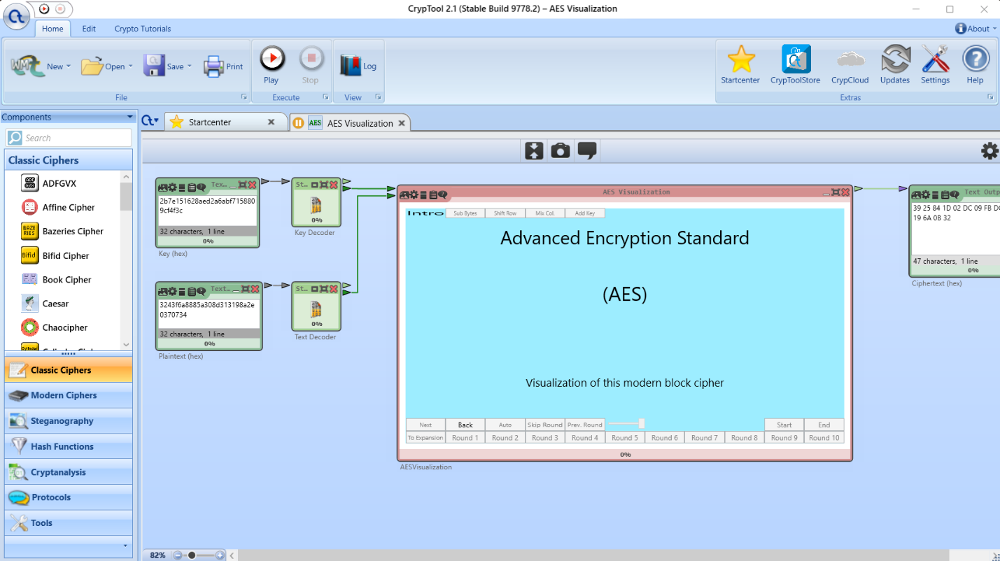 CrypTool 2.1 (Stable Build 9778.2) – AES Visualization
Home Edit Crypto Tutorials About
New Open Save Print Play Stop Log Startcenter CrypToolStore CrypCloud Updates Settings Help
File Execute View Extras
Components
Startcenter AES AES Visualization
Search
Classic Ciphers
ADFGVX
Affine Cipher
Bazeries Cipher
Bifid Cipher
Book Cipher
Caesar
Chaocipher
Classic Ciphers
Modern Ciphers
Steganography
Hash Functions
Cryptanalysis
Protocols
Tools
Tex...
2b7e151628aed2a6abf715880
9cf4f3c
32 characters, 1 line
0%
Key (hex)
St...
0%
Key Decoder
Text...
3243f6a8885a308d313198a2e
0370734
32 characters, 1 line
0%
Plaintext (hex)
St...
0%
Text Decoder
AES Visualization
Intro Sub Bytes Shift Row Mix Col. Add Key
Advanced Encryption Standard
(AES)
Visualization of this modern block cipher
Next Back Auto Skip Round Prev. Round Start End
To Expansion Round 1 Round 2 Round 3 Round 4 Round 5 Round 6 Round 7 Round 8 Round 9 Round 10
0%
AESVisualization
Text Outp
39 25 84 1D 02 DC 09 FB DC
19 6A 0B 32
47 characters, 1 line
0%
Ciphertext (hex)
82%